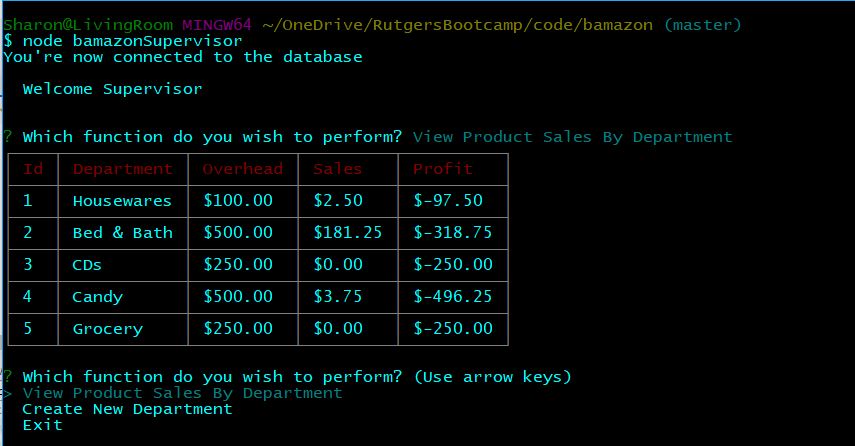 Sharon@LivingRoom MINGW64 ~/OneDrive/RutgersBootcamp/code/bamazon (master)
$ node bamazonSupervisor
You're now connected to the database
Welcome Supervisor
? Which function do you wish to perform? View Product Sales By Department
Id Department Overhead Sales Profit
1 Housewares $100.00 $2.50 $-97.50
2 Bed & Bath $500.00 $181.25 $-318.75
3 CDs $250.00 $0.00 $-250.00
4 Candy $500.00 $3.75 $-496.25
5 Grocery $250.00 $0.00 $-250.00
? Which function do you wish to perform? (Use arrow keys)
> View Product Sales By Department
Create New Department
Exit